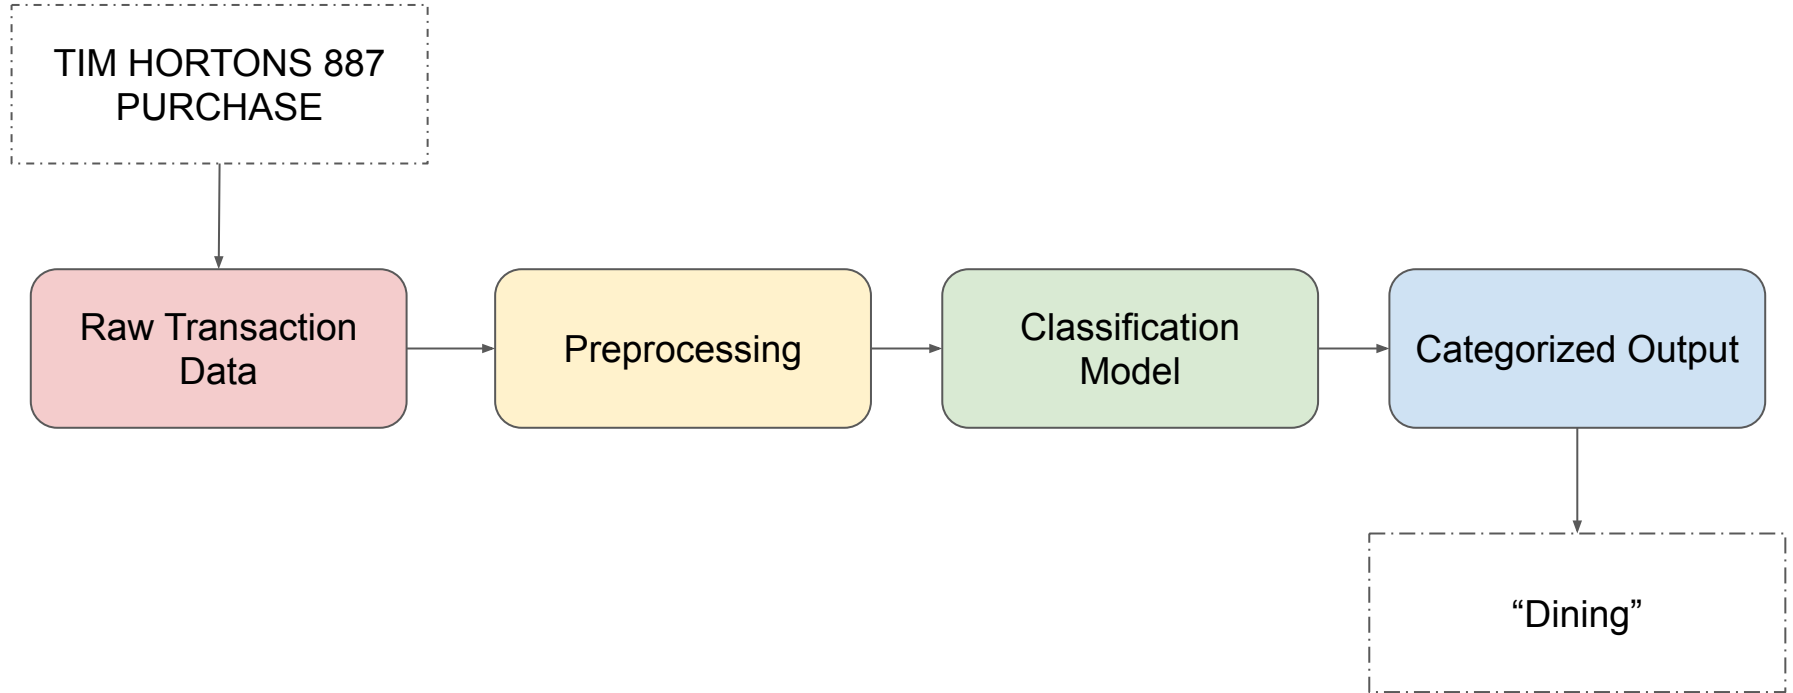 TIM HORTONS 887
PURCHASE
Raw Transaction
Data
Preprocessing
Classification
Model
Categorized Output
“Dining”